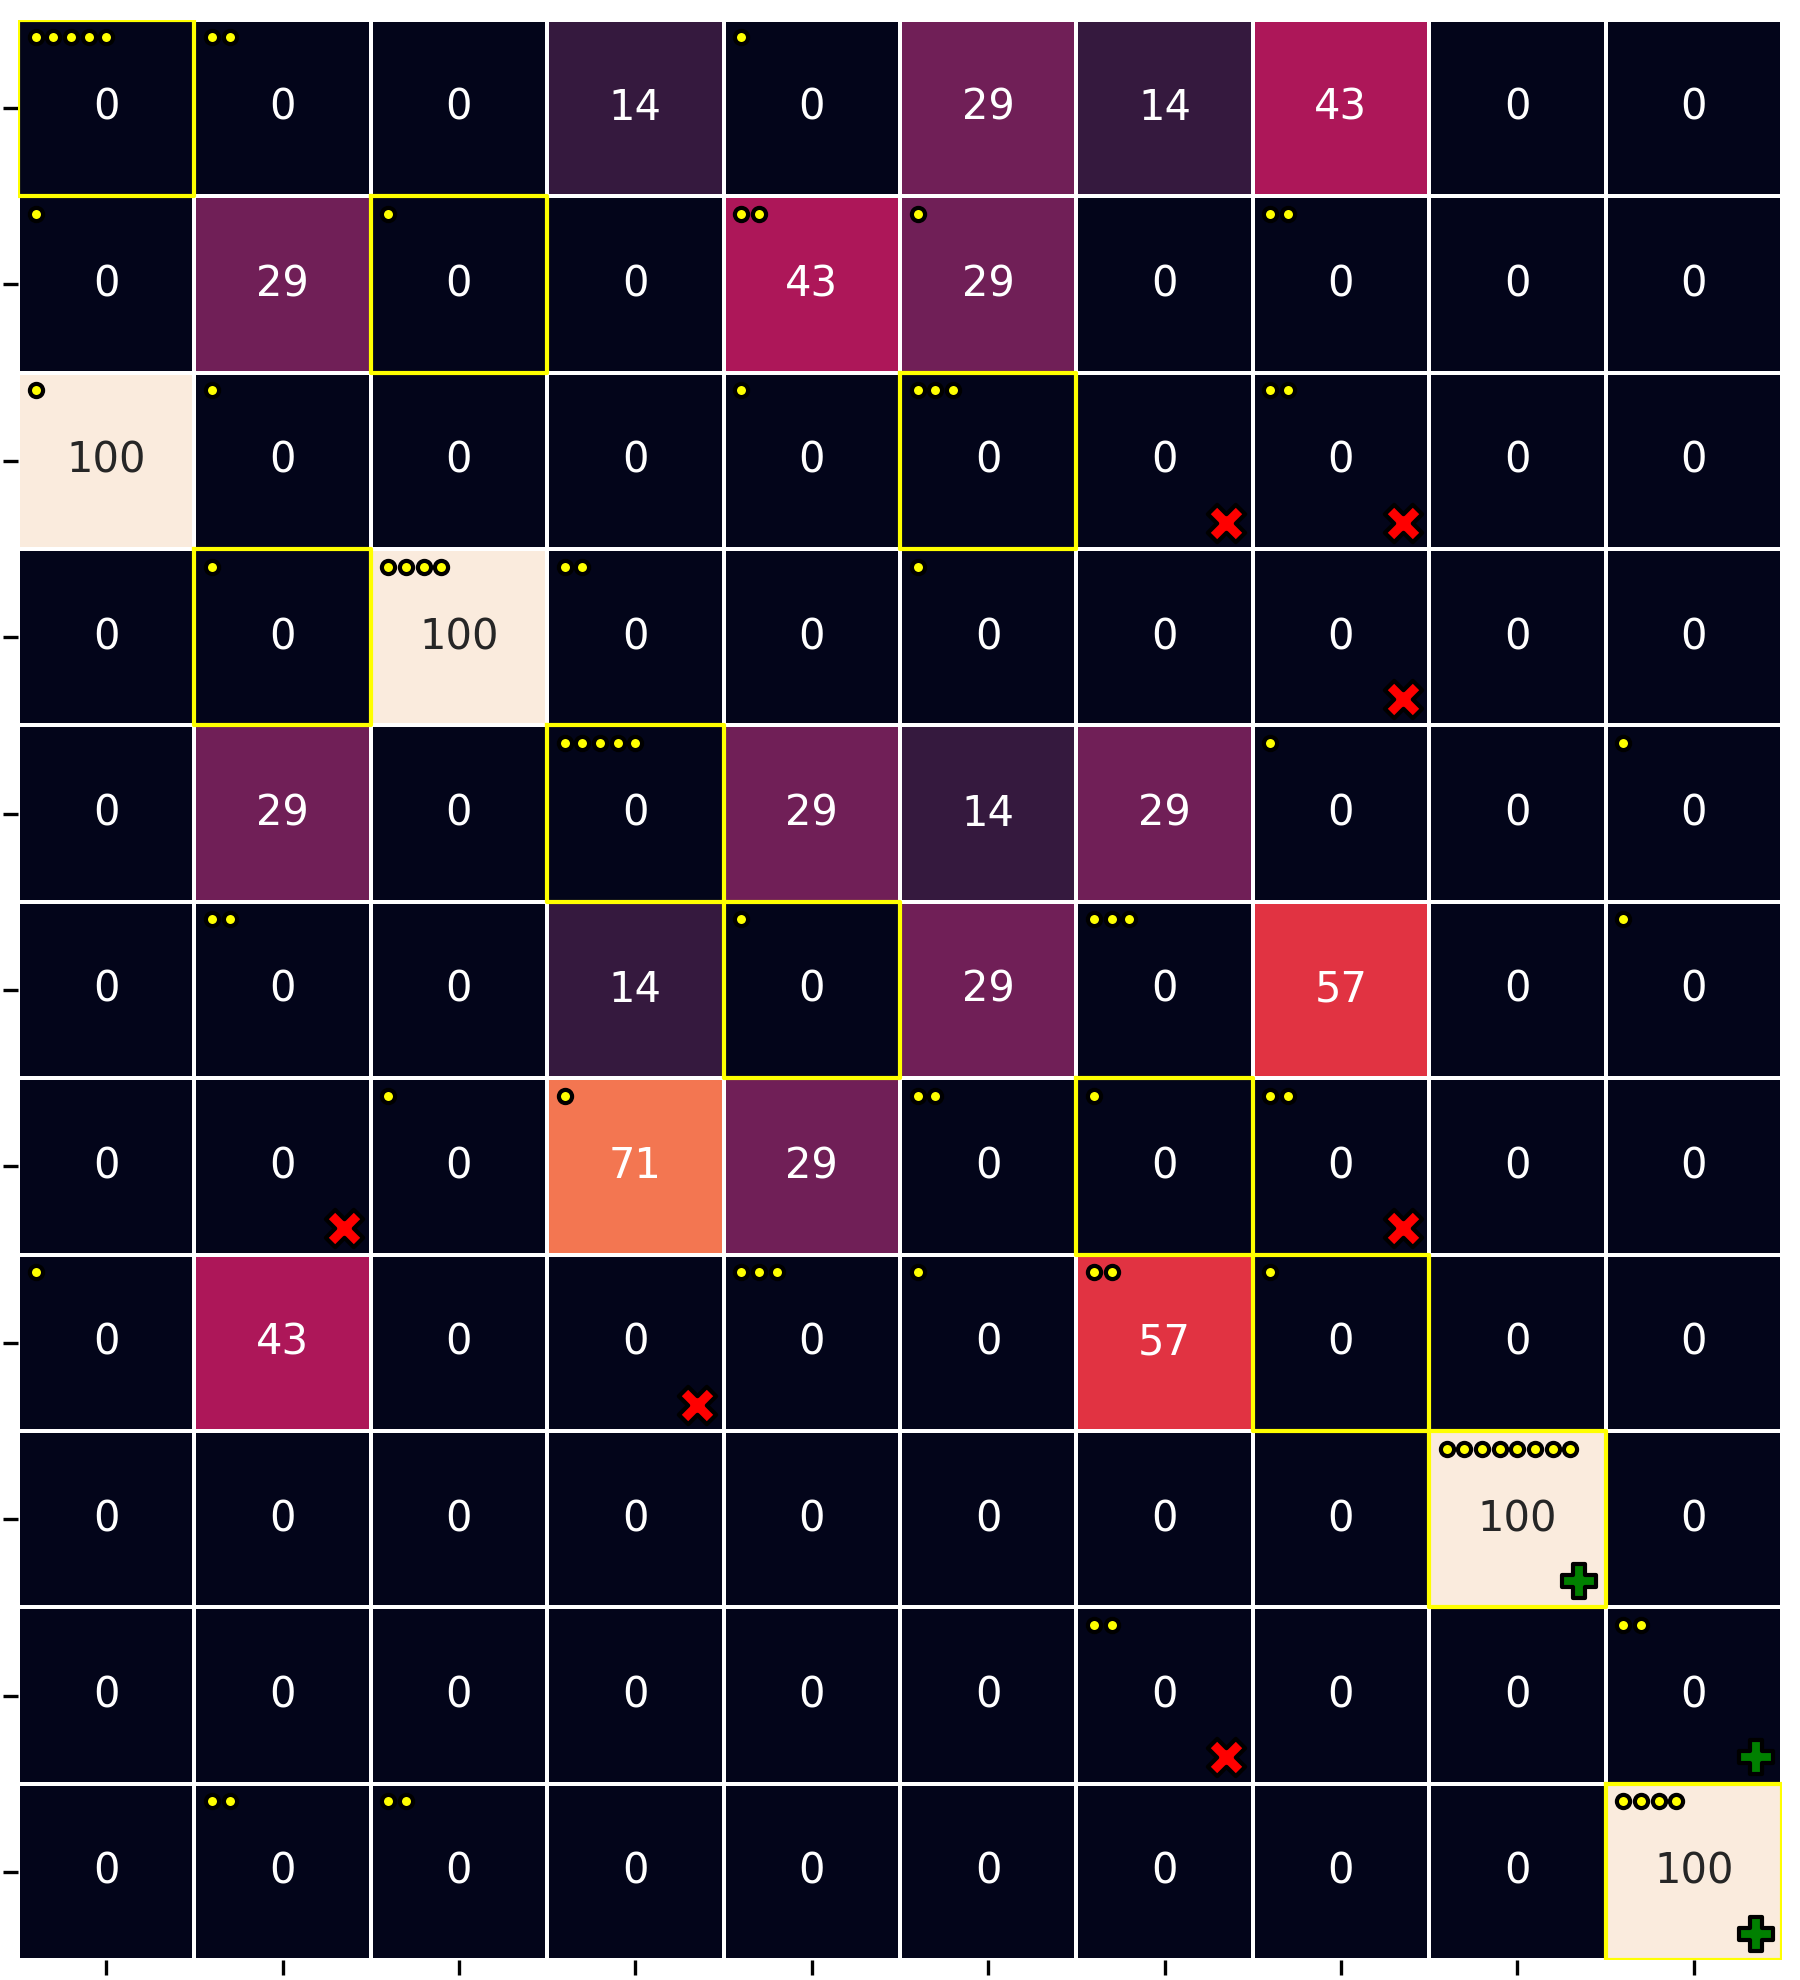 0 0 0 14 0 29 14 43 0 0
0 29 0 0 43 29 0 0 0 0
100 0 0 0 0 0 0 0 0 0
0 0 100 0 0 0 0 0 0 0
0 29 0 0 29 14 29 0 0 0
0 0 0 14 0 29 0 57 0 0
0 0 0 71 29 0 0 0 0 0
0 43 0 0 0 0 57 0 0 0
0 0 0 0 0 0 0 0 100 0
0 0 0 0 0 0 0 0 0 0
0 0 0 0 0 0 0 0 0 100